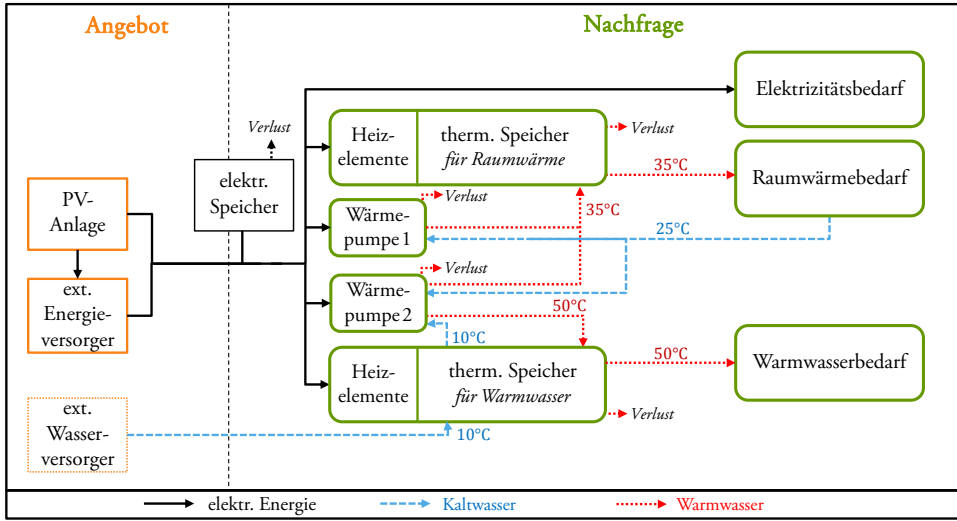 Angebot
Nachfrage
Elektrizitätsbedarf
Verlust
Heiz-
elemente
therm. Speicher
für Raumwärme
Verlust
35°C
Raumwärmebedarf
elektr.
Speicher
PV-
Anlage
Verlust
Wärme-
pumpe 1
35°C
25°C
ext.
Energie-
versorger
Verlust
Wärme-
pumpe 2
50°C
10°C
Heiz-
elemente
therm. Speicher
für Warmwasser
50°C
Warmwasserbedarf
Verlust
ext.
Wasser-
versorger
10°C
elektr. Energie
Kaltwasser
Warmwasser